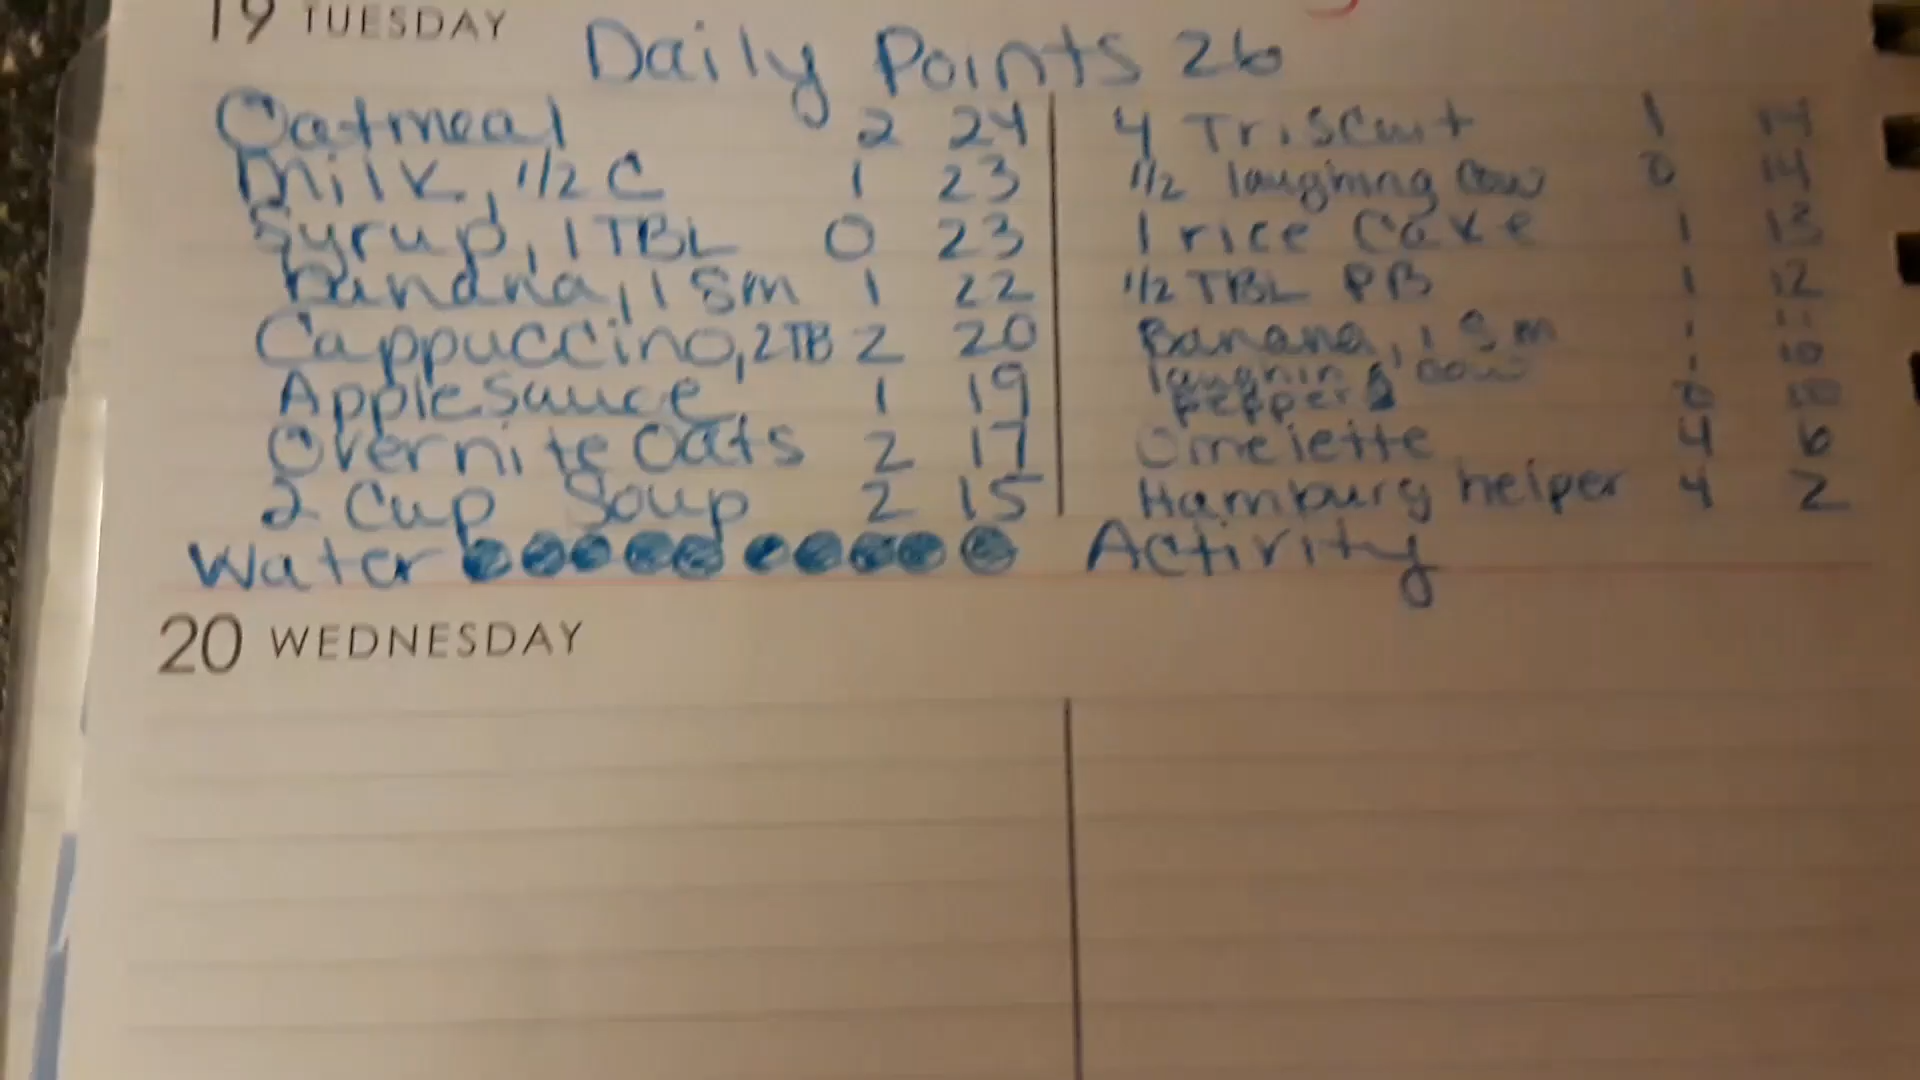 19 TUESDAY
Daily Points 26
Oatmeal 2 24
Milk, 1/2 C 1 23
Syrup, 1 TBL 0 23
Banana, 1 sm 1 22
Cappuccino, 2TB 2 20
Applesauce 1 19
Overnite Oats 2 17
2 Cup Soup 2 15
4 Triscuit 1 14
1/2 laughing cow 0 14
1 rice Cake 1 13
1/2 TBL PB 1 12
Banana, 1 sm 1 11
laughing cow 1 10
peppers 0 10
Omelette 4 6
Hamburg helper 4 2
Water
Activity
20 WEDNESDAY